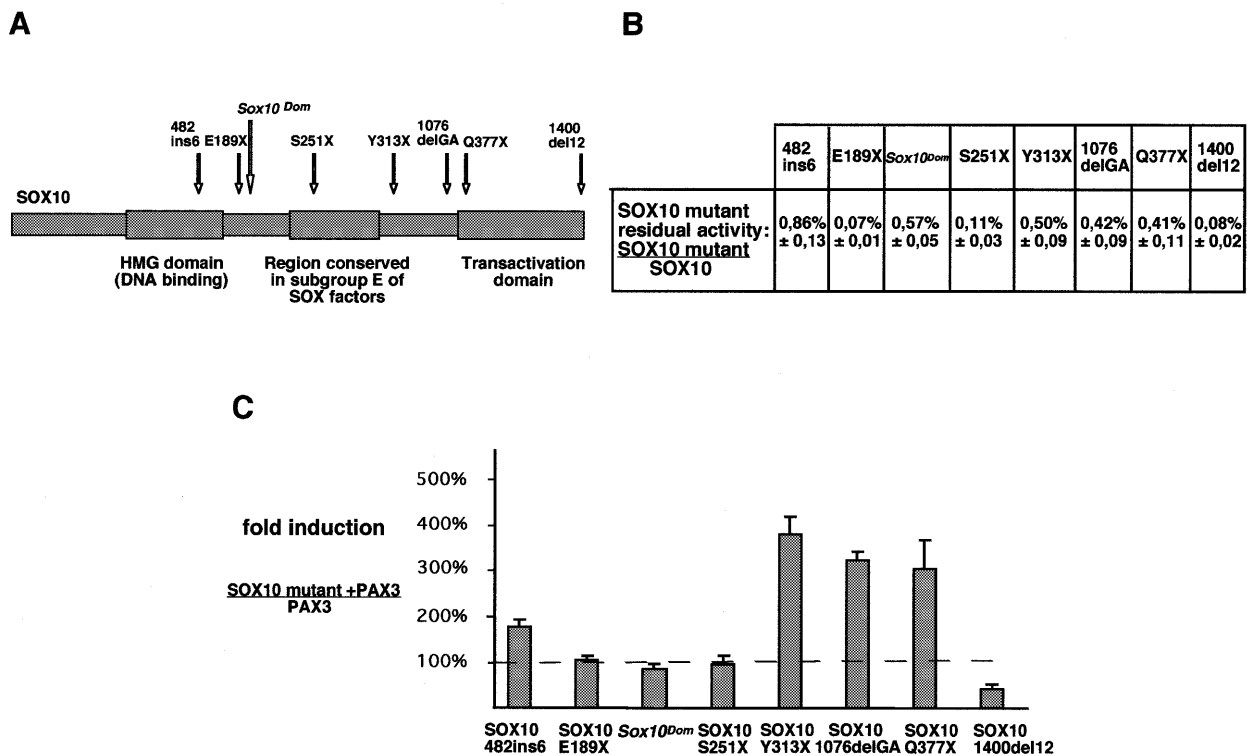 A
B
Sox10 Dom
482
ins6
E189X
S251X
Y313X
1076
delGA
Q377X
1400
del12
SOX10
HMG domain
(DNA binding)
Region conserved
in subgroup E of
SOX factors
Transactivation
domain
482
ins6
E189X
Sox10Dom
S251X
Y313X
1076
delGA
Q377X
1400
del12
SOX10 mutant
residual activity:
SOX10 mutant
SOX10
0,86%
± 0,13
0,07%
± 0,01
0,57%
± 0,05
0,11%
± 0,03
0,50%
± 0,09
0,42%
± 0,09
0,41%
± 0,11
0,08%
± 0,02
C
500%
400%
300%
200%
100%
fold induction
SOX10 mutant +PAX3
PAX3
SOX10
482ins6
SOX10
E189X
Sox10Dom
SOX10
S251X
SOX10
Y313X
SOX10
1076delGA
SOX10
Q377X
SOX10
1400del12